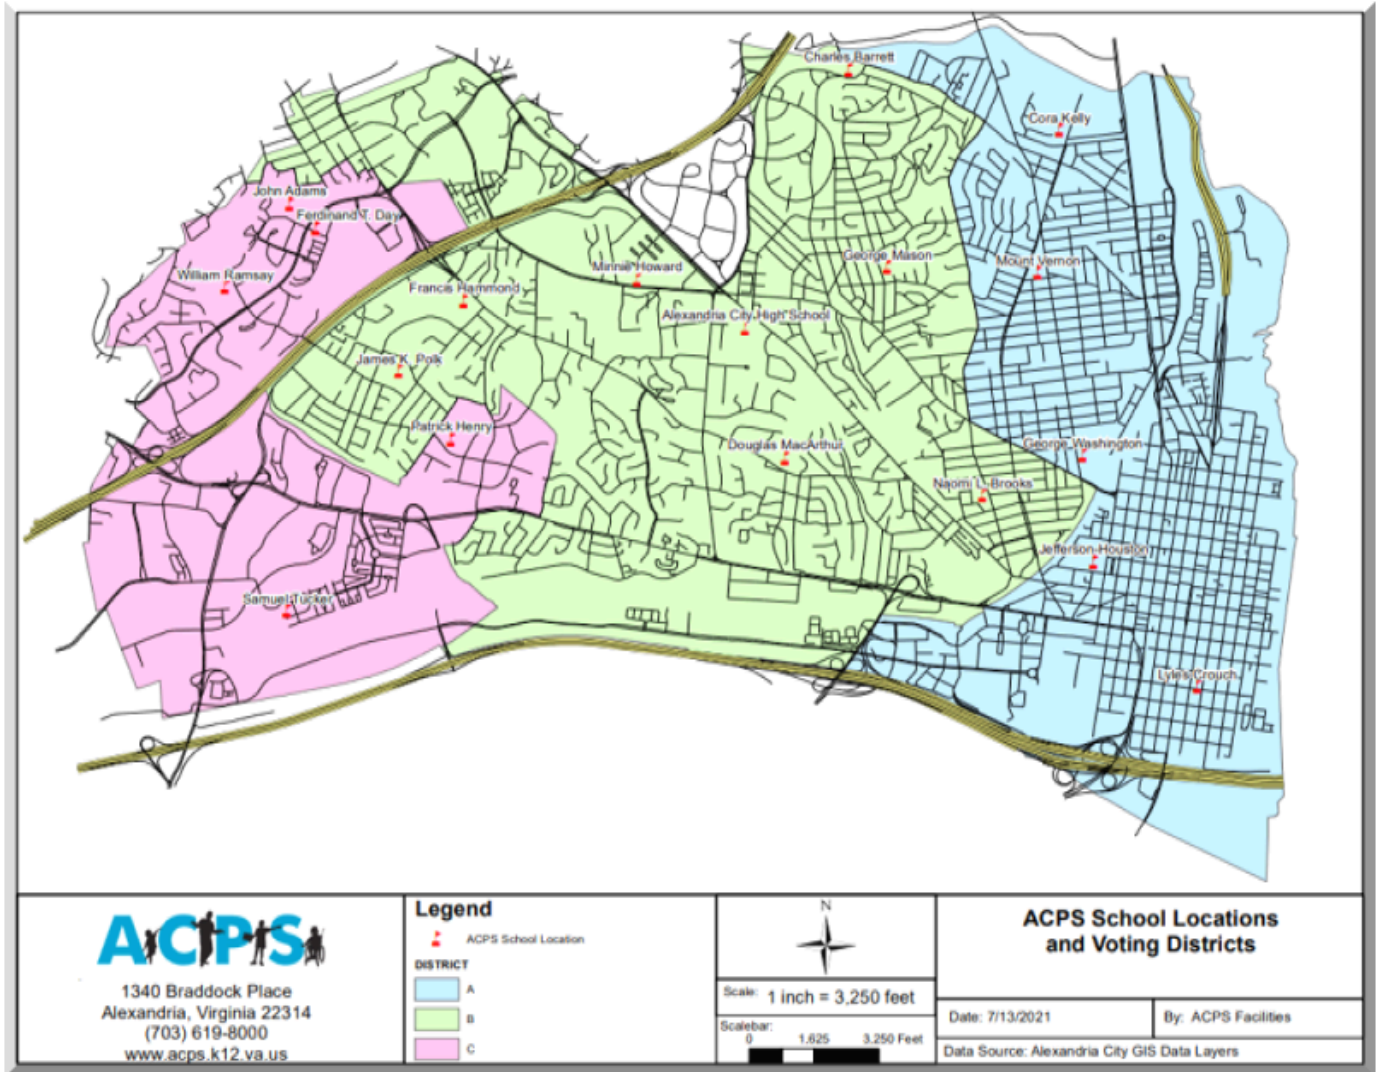 Charles Barrett
Cora Kelly
John Adams
Ferdinand T. Day
William Ramsay
Minnie Howard
George Mason
Mount Vernon
Francis Hammond
Alexandria City High School
James K. Polk
Patrick Henry
Douglas MacArthur
George Washington
Naomi L. Brooks
Jefferson-Houston
Samuel Tucker
Lyles Crouch
ACPS
1340 Braddock Place
Alexandria, Virginia 22314
(703) 619-8000
www.acps.k12.va.us
Legend
ACPS School Location
DISTRICT
A
B
C
N
Scale: 1 inch = 3,250 feet
Scalebar:
0 1.625 3.250 Feet
ACPS School Locations
and Voting Districts
Date: 7/13/2021
By: ACPS Facilities
Data Source: Alexandria City GIS Data Layers